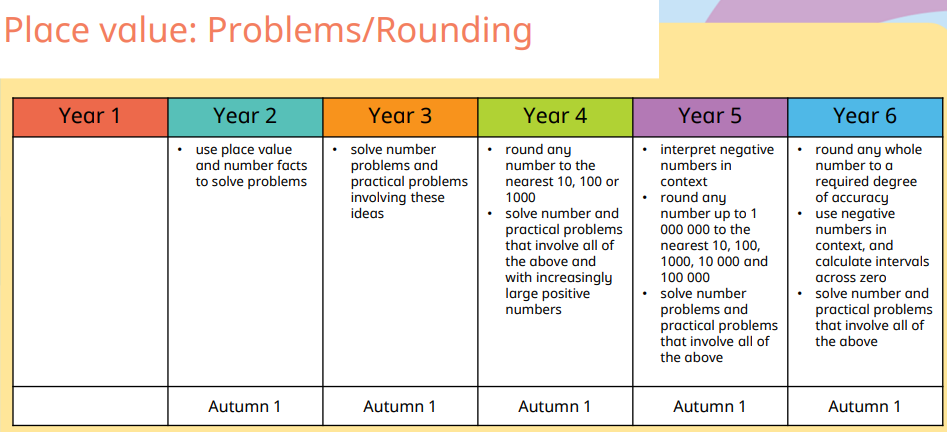 Place value: Problems/Rounding
Year 1
Year 2
Year 3
Year 4
Year 5
Year 6
• use place value
and number facts
to solve problems
• solve number
problems and
practical problems
involving these
ideas
• round any
number to the
nearest 10, 100 or
1000
• solve number and
practical problems
that involve all of
the above and
with increasingly
large positive
numbers
• interpret negative
numbers in
context
• round any
number up to 1
000 000 to the
nearest 10, 100,
1000, 10 000 and
100 000
• solve number
problems and
practical problems
that involve all of
the above
• round any whole
number to a
required degree
of accuracy
• use negative
numbers in
context, and
calculate intervals
across zero
• solve number and
practical problems
that involve all of
the above
Autumn 1
Autumn 1
Autumn 1
Autumn 1
Autumn 1